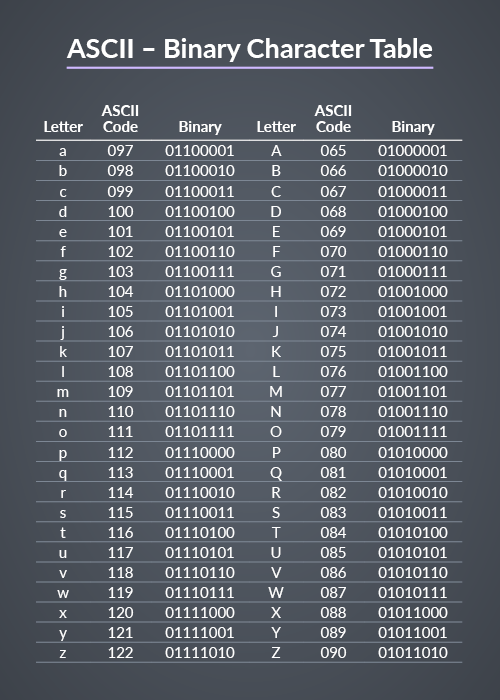 ASCII – Binary Character Table
Letter ASCII Code Binary Letter ASCII Code Binary
a 097 01100001 A 065 01000001
b 098 01100010 B 066 01000010
c 099 01100011 C 067 01000011
d 100 01100100 D 068 01000100
e 101 01100101 E 069 01000101
f 102 01100110 F 070 01000110
g 103 01100111 G 071 01000111
h 104 01101000 H 072 01001000
i 105 01101001 I 073 01001001
j 106 01101010 J 074 01001010
k 107 01101011 K 075 01001011
l 108 01101100 L 076 01001100
m 109 01101101 M 077 01001101
n 110 01101110 N 078 01001110
o 111 01101111 O 079 01001111
p 112 01110000 P 080 01010000
q 113 01110001 Q 081 01010001
r 114 01110010 R 082 01010010
s 115 01110011 S 083 01010011
t 116 01110100 T 084 01010100
u 117 01110101 U 085 01010101
v 118 01110110 V 086 01010110
w 119 01110111 W 087 01010111
x 120 01111000 X 088 01011000
y 121 01111001 Y 089 01011001
z 122 01111010 Z 090 01011010